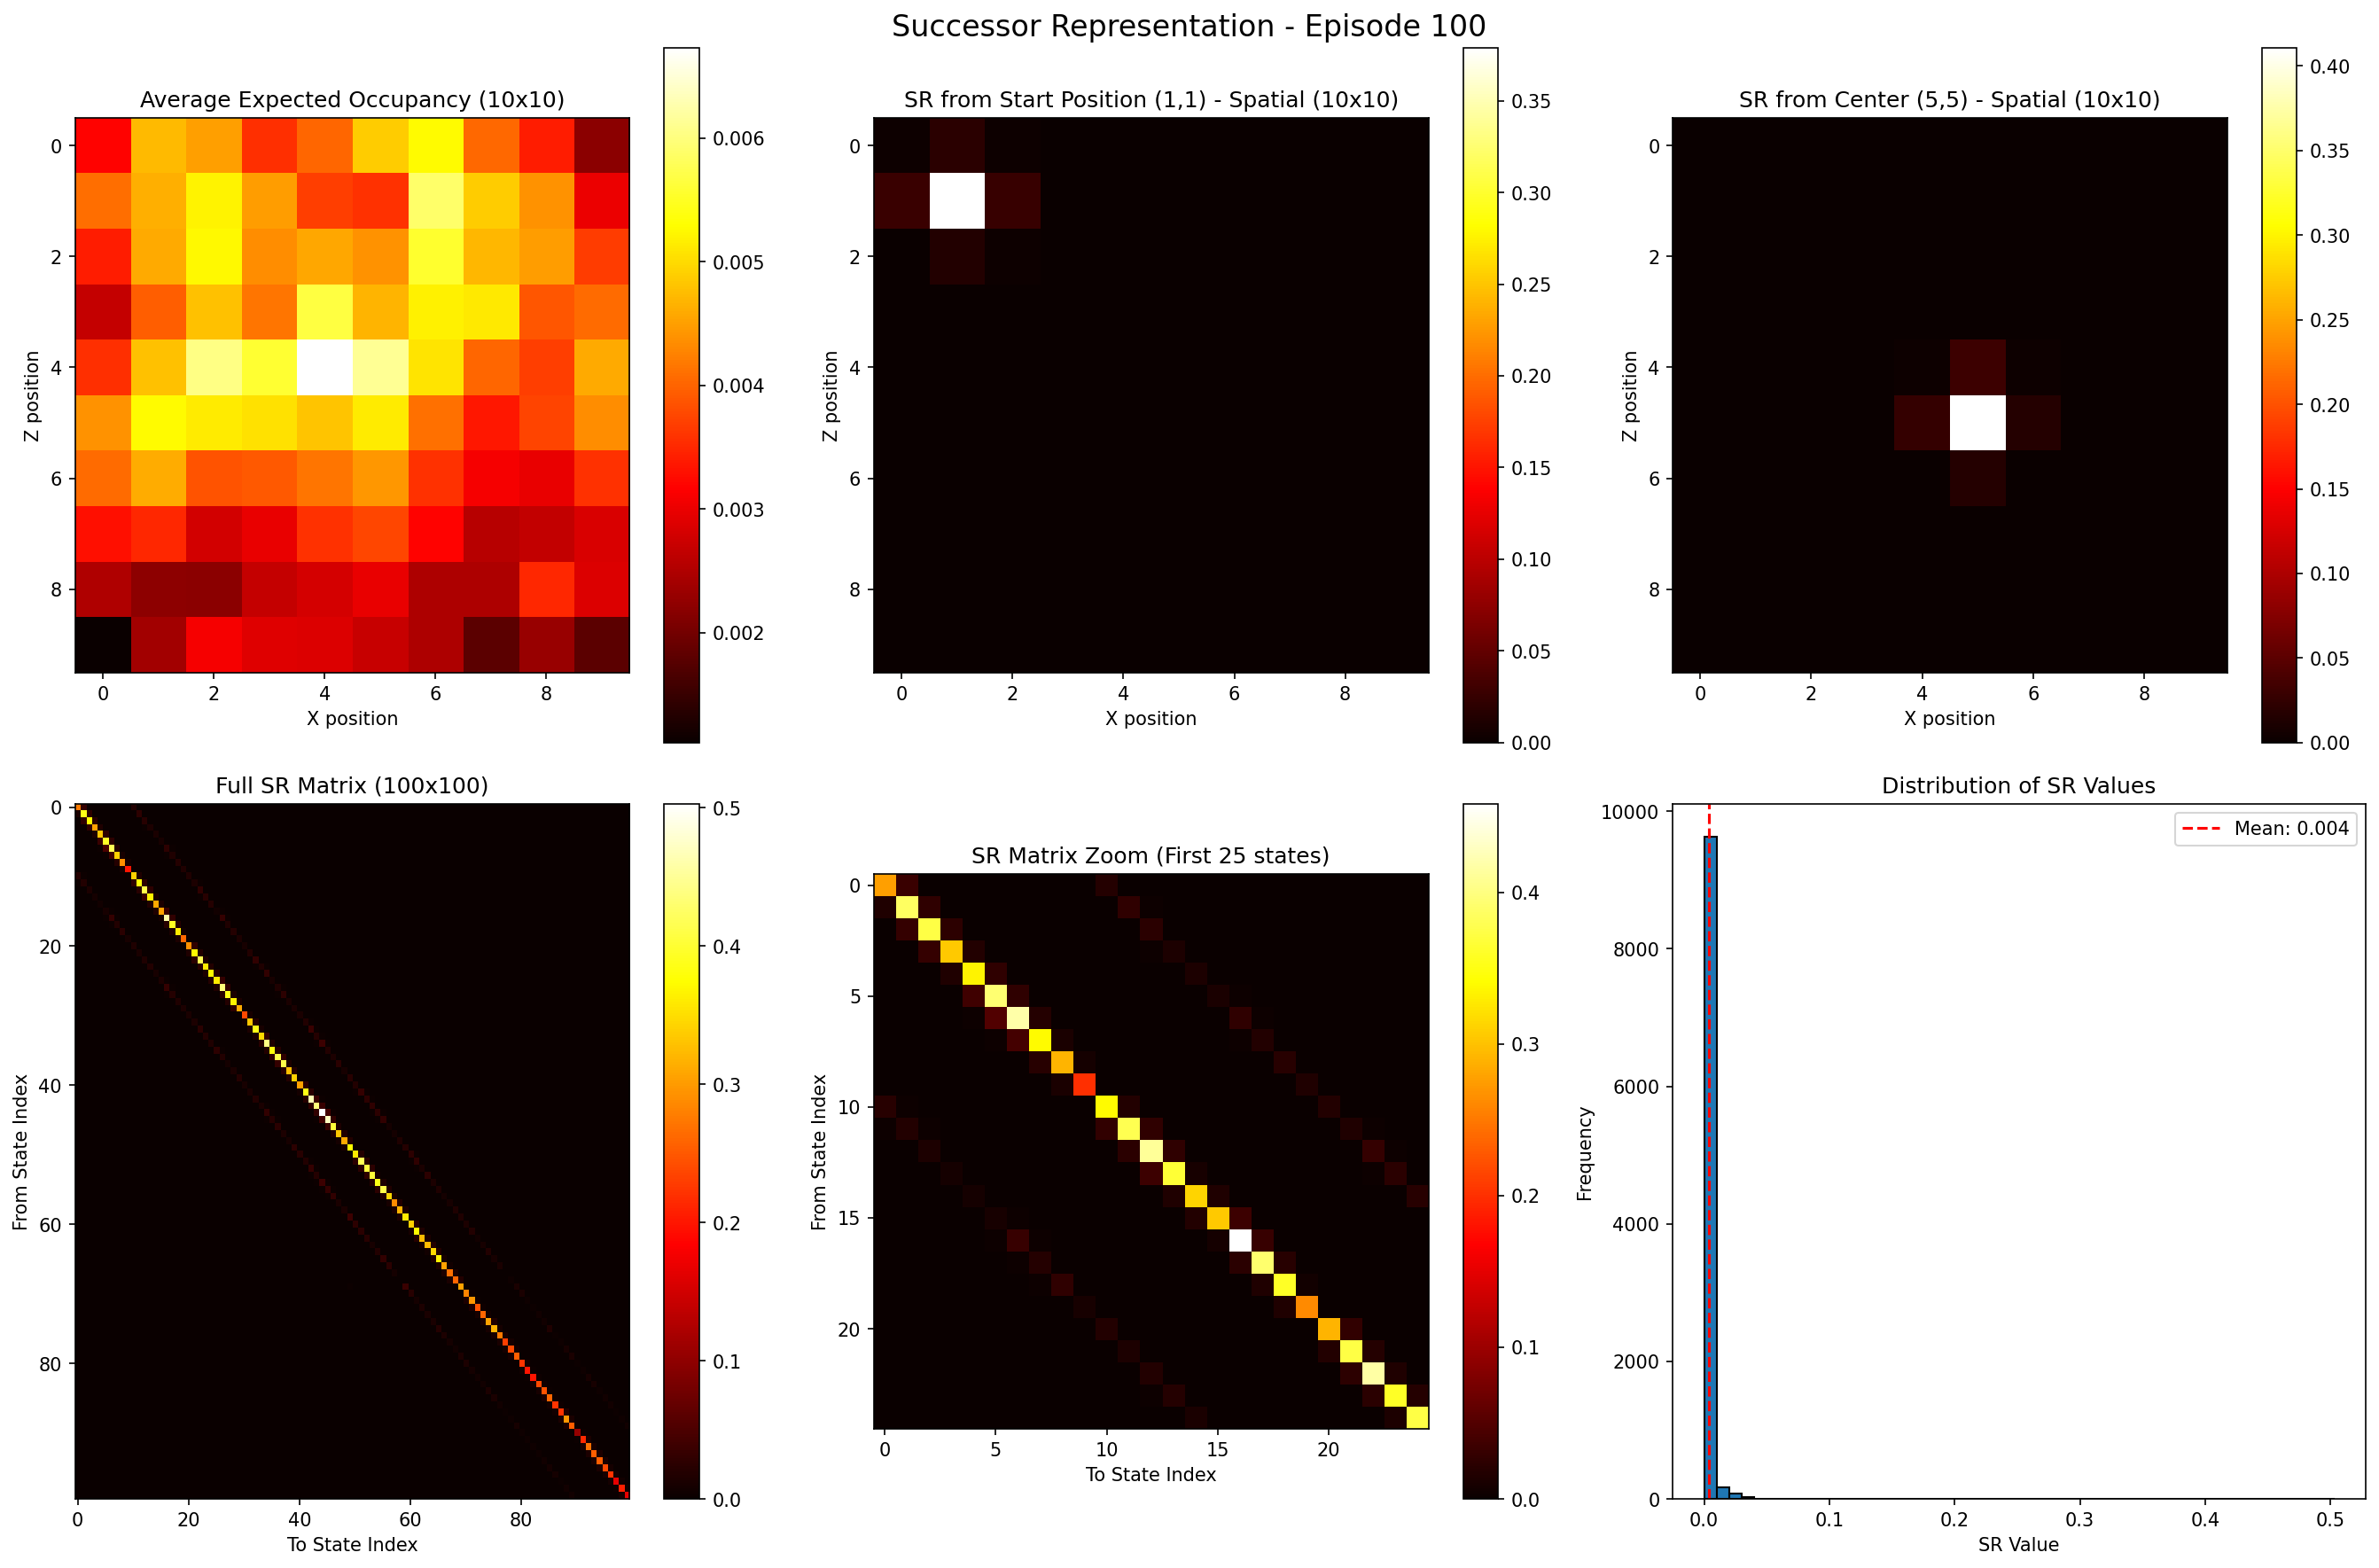 Successor Representation - Episode 100
Average Expected Occupancy (10x10)
Z position
0
2
4
6
8
0 2 4 6 8
X position
0.006
0.005
0.004
0.003
0.002
SR from Start Position (1,1) - Spatial (10x10)
Z position
0
2
4
6
8
0 2 4 6 8
X position
0.35
0.30
0.25
0.20
0.15
0.10
0.05
0.00
SR from Center (5,5) - Spatial (10x10)
Z position
0
2
4
6
8
0 2 4 6 8
X position
0.40
0.35
0.30
0.25
0.20
0.15
0.10
0.05
0.00
Full SR Matrix (100x100)
From State Index
0
20
40
60
80
0 20 40 60 80
To State Index
0.5
0.4
0.3
0.2
0.1
0.0
SR Matrix Zoom (First 25 states)
From State Index
0
5
10
15
20
0 5 10 15 20
To State Index
0.4
0.3
0.2
0.1
0.0
Distribution of SR Values
Mean: 0.004
Frequency
10000
8000
6000
4000
2000
0
0.0 0.1 0.2 0.3 0.4 0.5
SR Value